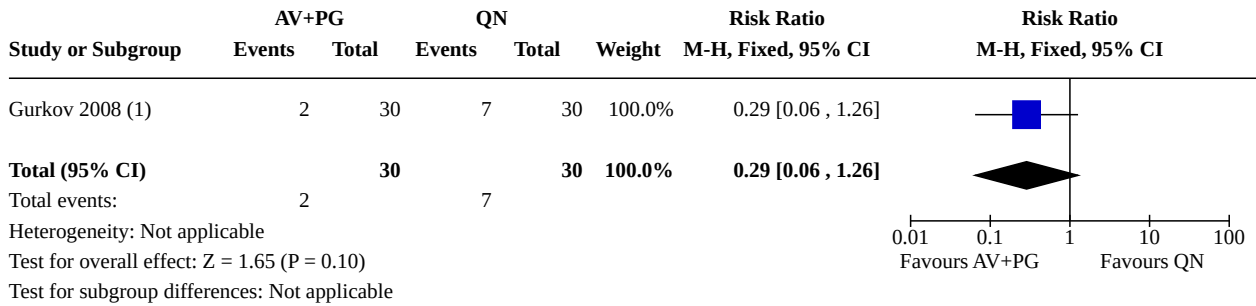 AV+PG QN Risk Ratio Risk Ratio
Study or Subgroup Events Total Events Total Weight M-H, Fixed, 95% CI M-H, Fixed, 95% CI
Gurkov 2008 (1) 2 30 7 30 100.0% 0.29 [0.06 , 1.26]
Total (95% CI) 30 30 100.0% 0.29 [0.06 , 1.26]
Total events: 2 7
Heterogeneity: Not applicable
0.01 0.1 1 10 100
Test for overall effect: Z = 1.65 (P = 0.10)
Favours AV+PG Favours QN
Test for subgroup differences: Not applicable